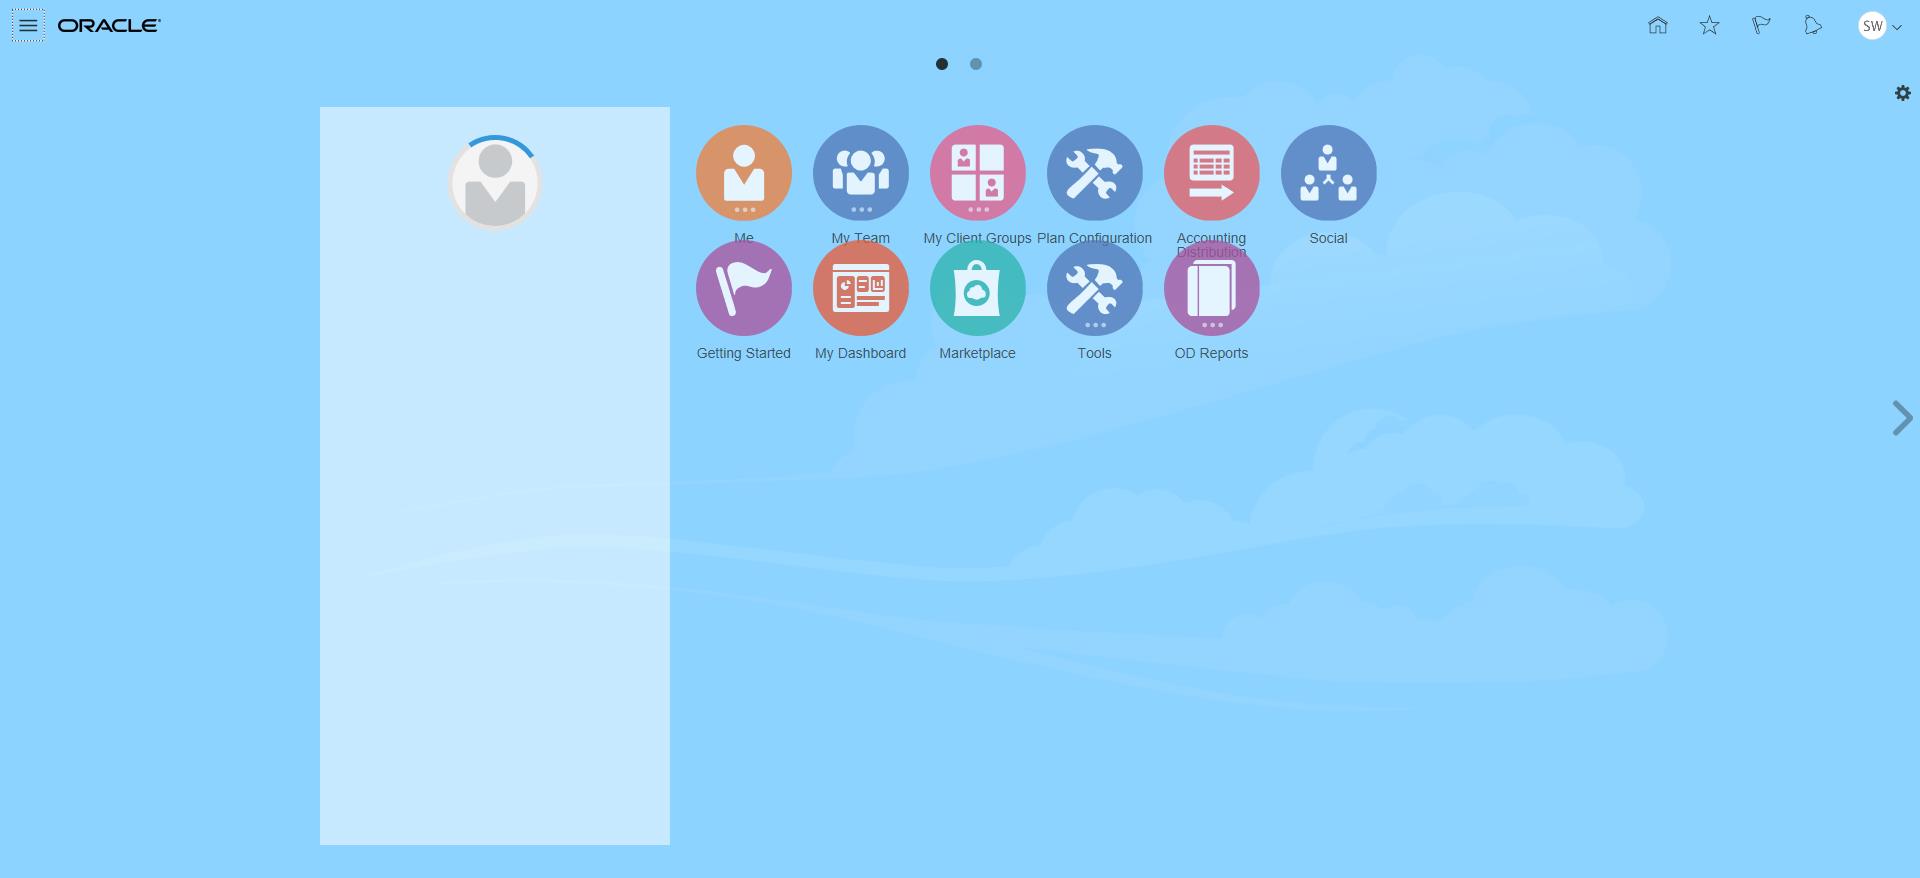 ORACLE
SW
Me
My Team
My Client Groups
Plan Configuration
Accounting
Distribution
Social
Getting Started
My Dashboard
Marketplace
Tools
OD Reports